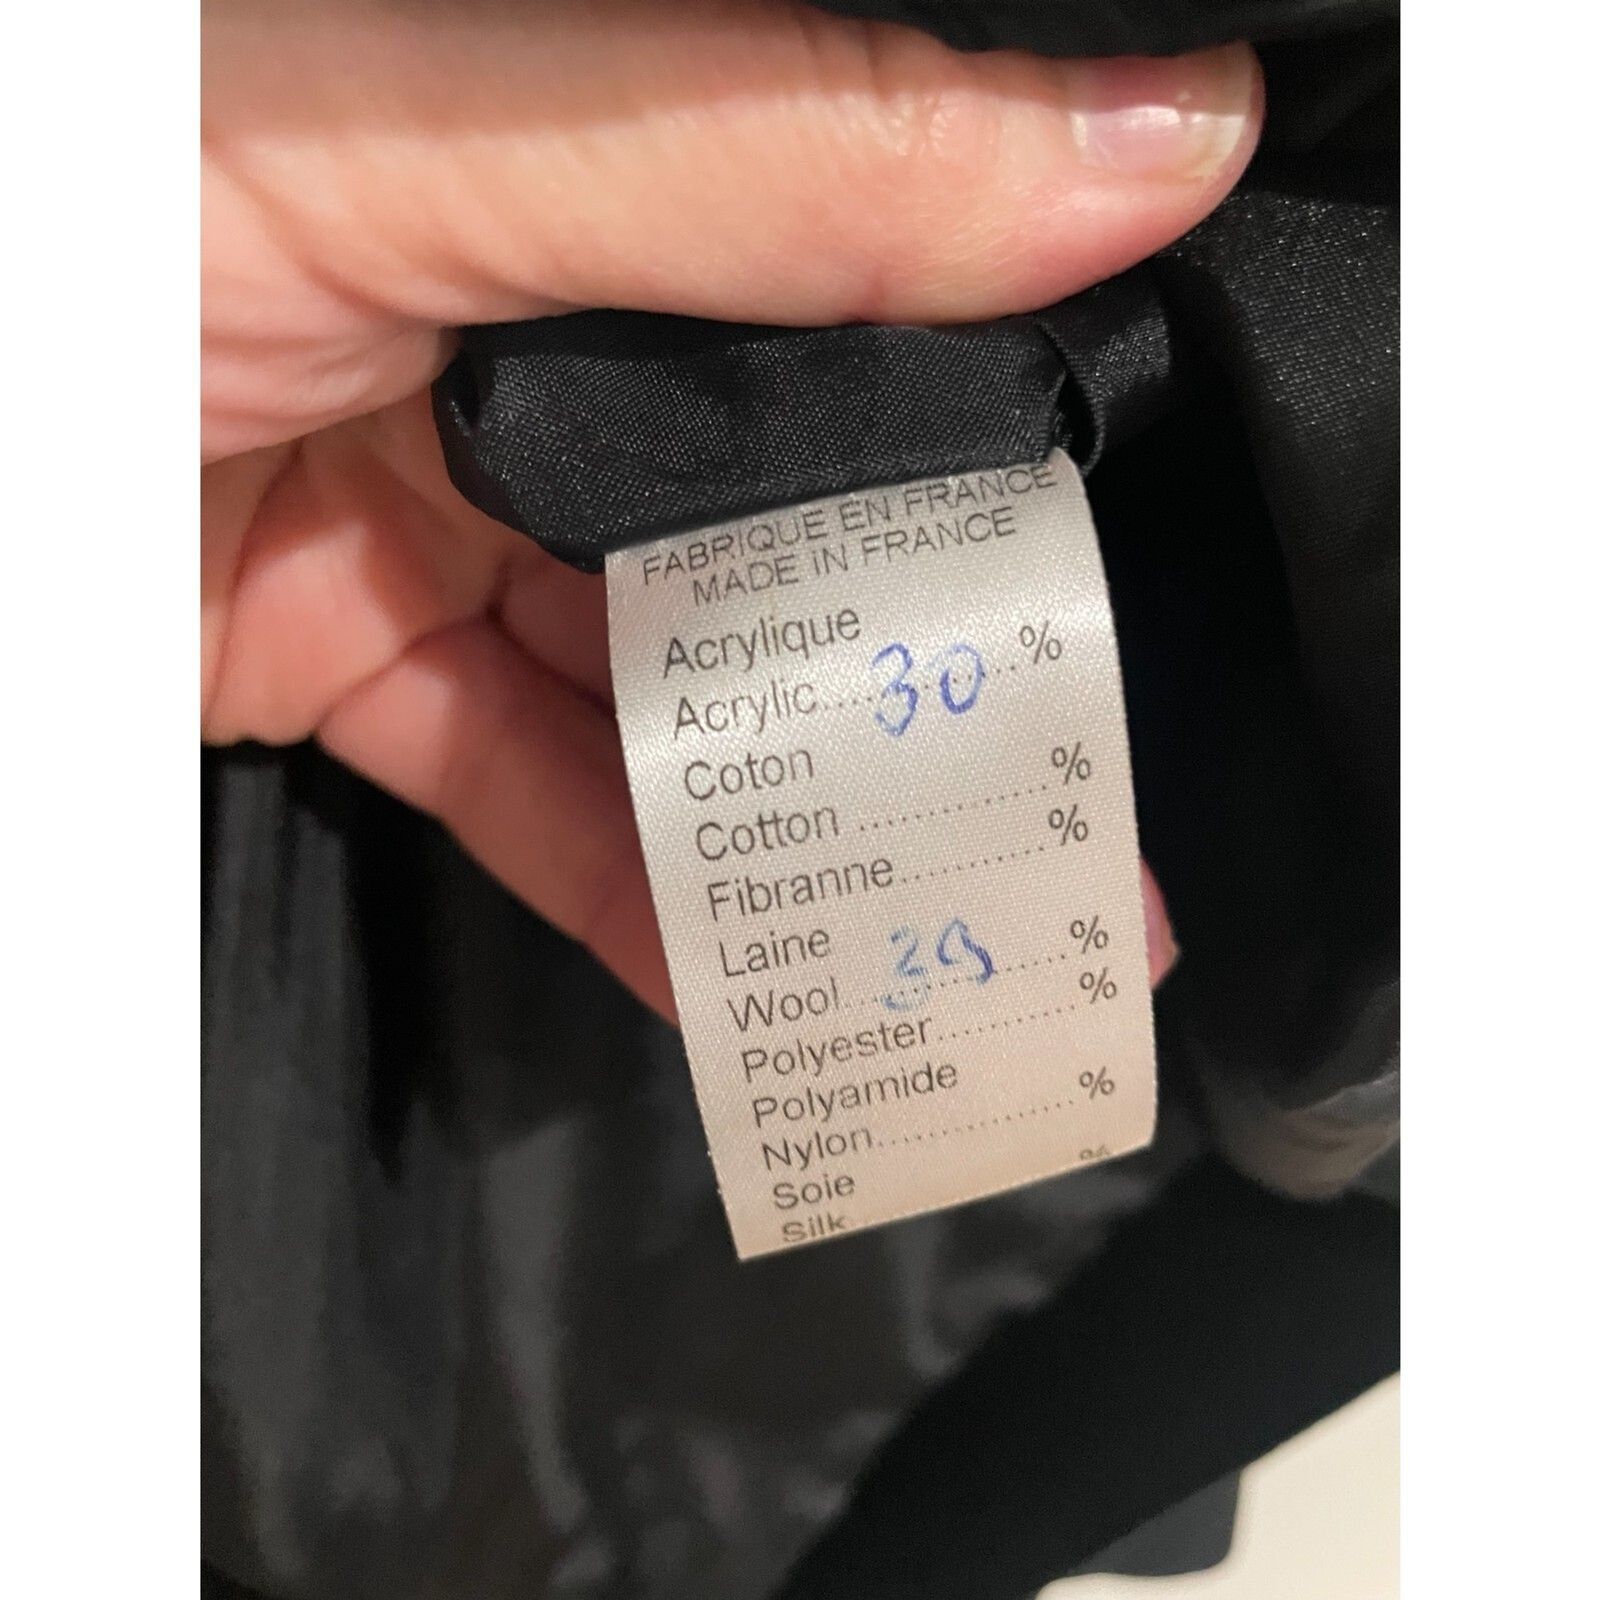 FABRIQUE EN FRANCE
MADE IN FRANCE
Acrylique
Acrylic.... 30 ..%
Coton
Cotton .............%
Fibranne...........%
Laine
Wool.............%
Polyester...........%
Polyamide
Nylon...............%
Soie
Silk %